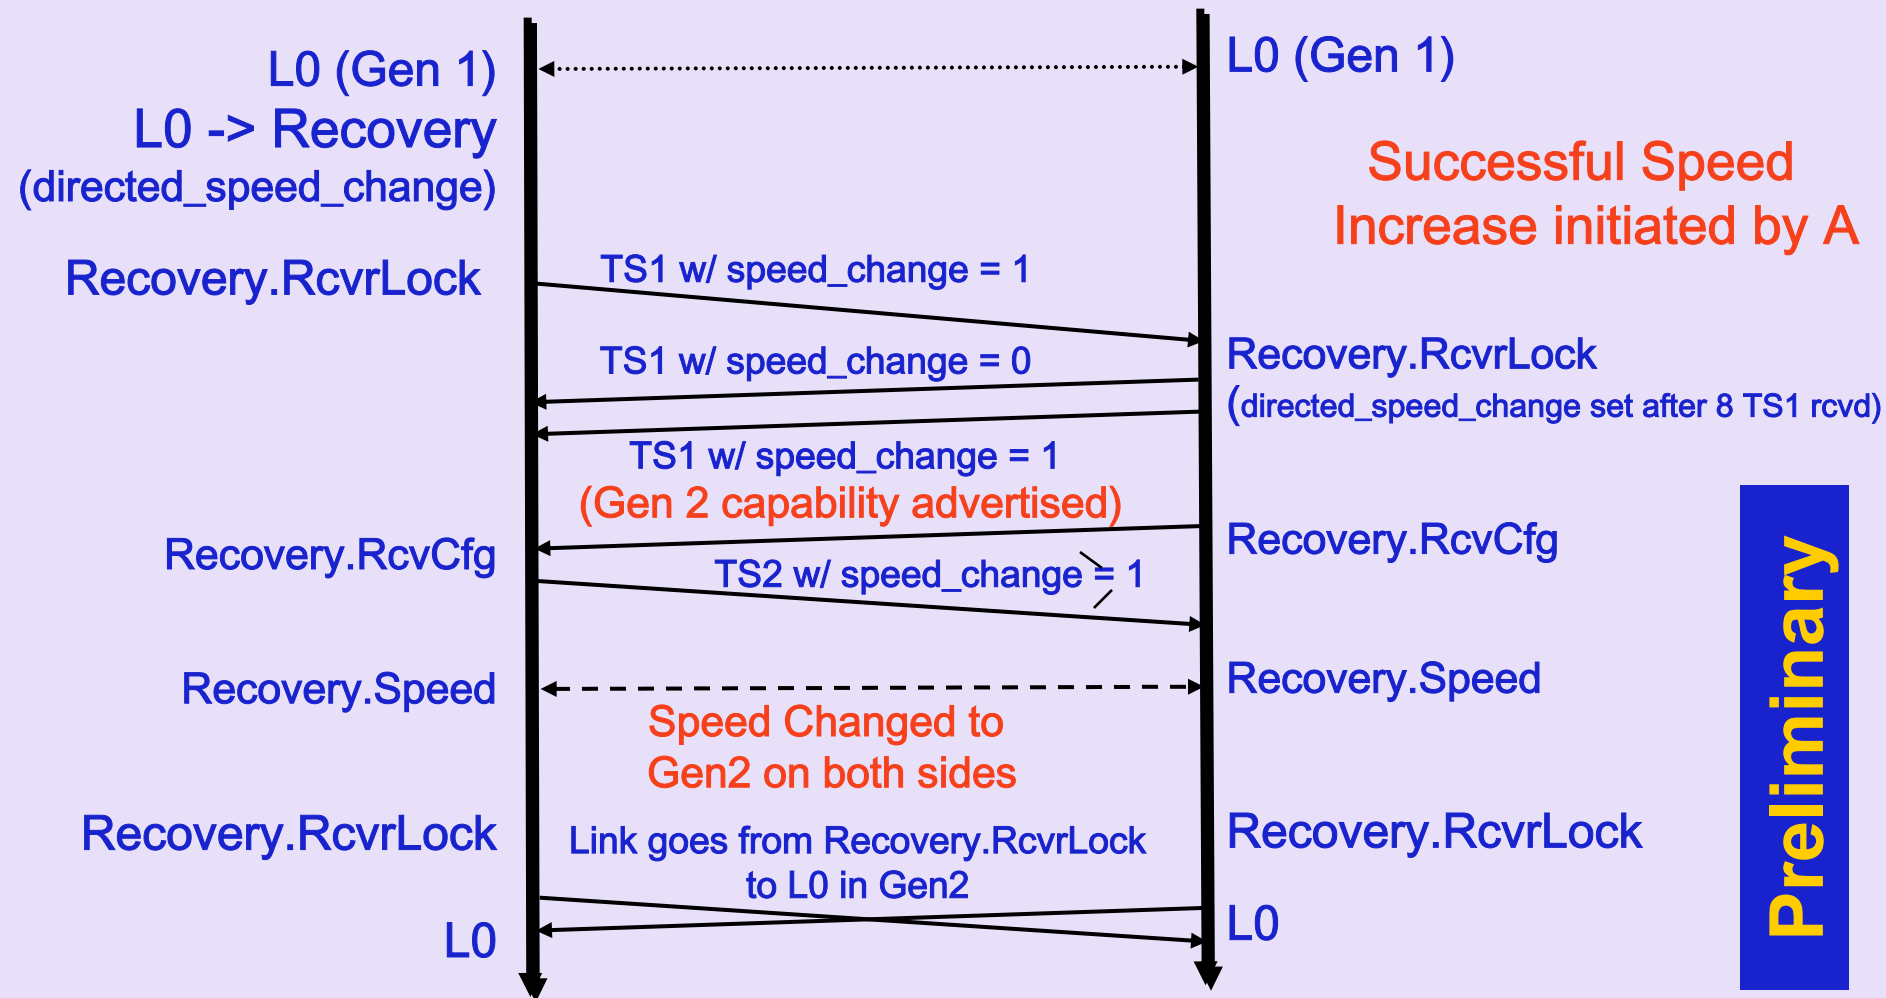 L0 (Gen 1)
L0 (Gen 1)
L0 -> Recovery
(directed_speed_change)
Successful Speed
Increase initiated by A
Recovery.RcvrLock
TS1 w/ speed_change = 1
Recovery.RcvrLock
(directed_speed_change set after 8 TS1 rcvd)
TS1 w/ speed_change = 0
TS1 w/ speed_change = 1
(Gen 2 capability advertised)
Recovery.RcvCfg
Recovery.RcvCfg
TS2 w/ speed_change = 1
Recovery.Speed
Recovery.Speed
Speed Changed to
Gen2 on both sides
Recovery.RcvrLock
Link goes from Recovery.RcvrLock
to L0 in Gen2
Recovery.RcvrLock
L0
L0
Preliminary